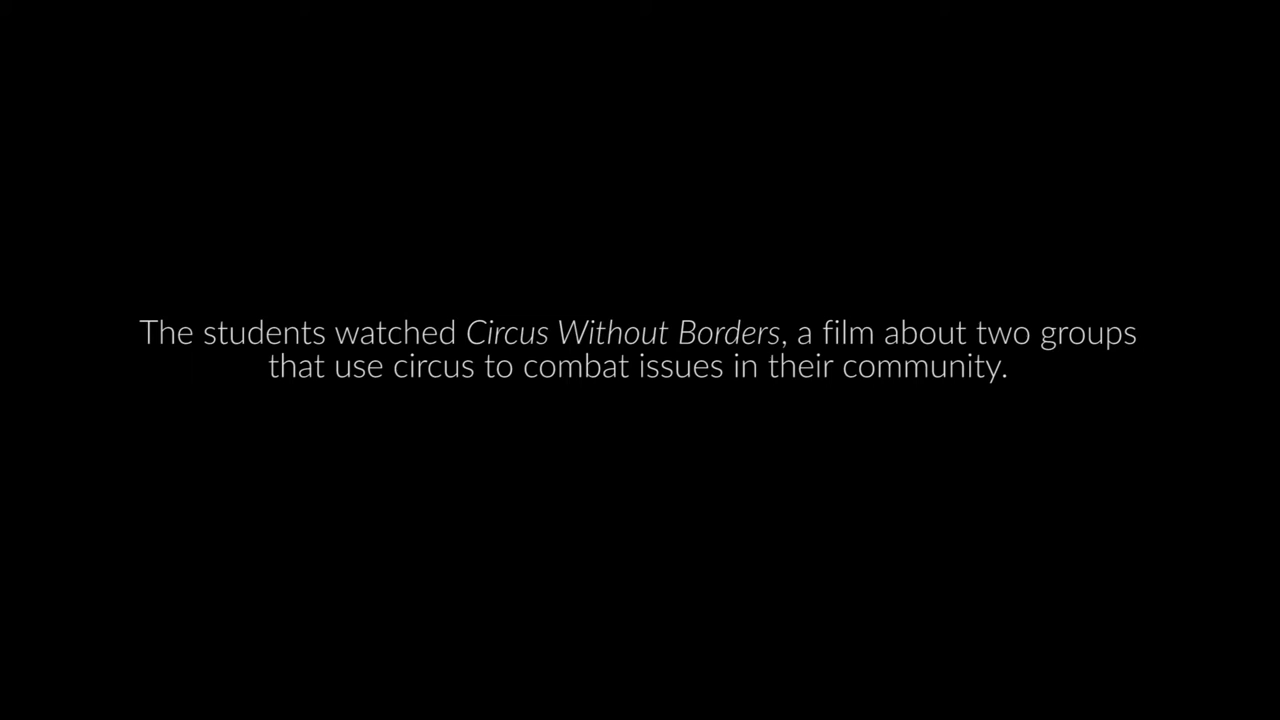 The students watched Circus Without Borders, a film about two groups
that use circus to combat issues in their community.